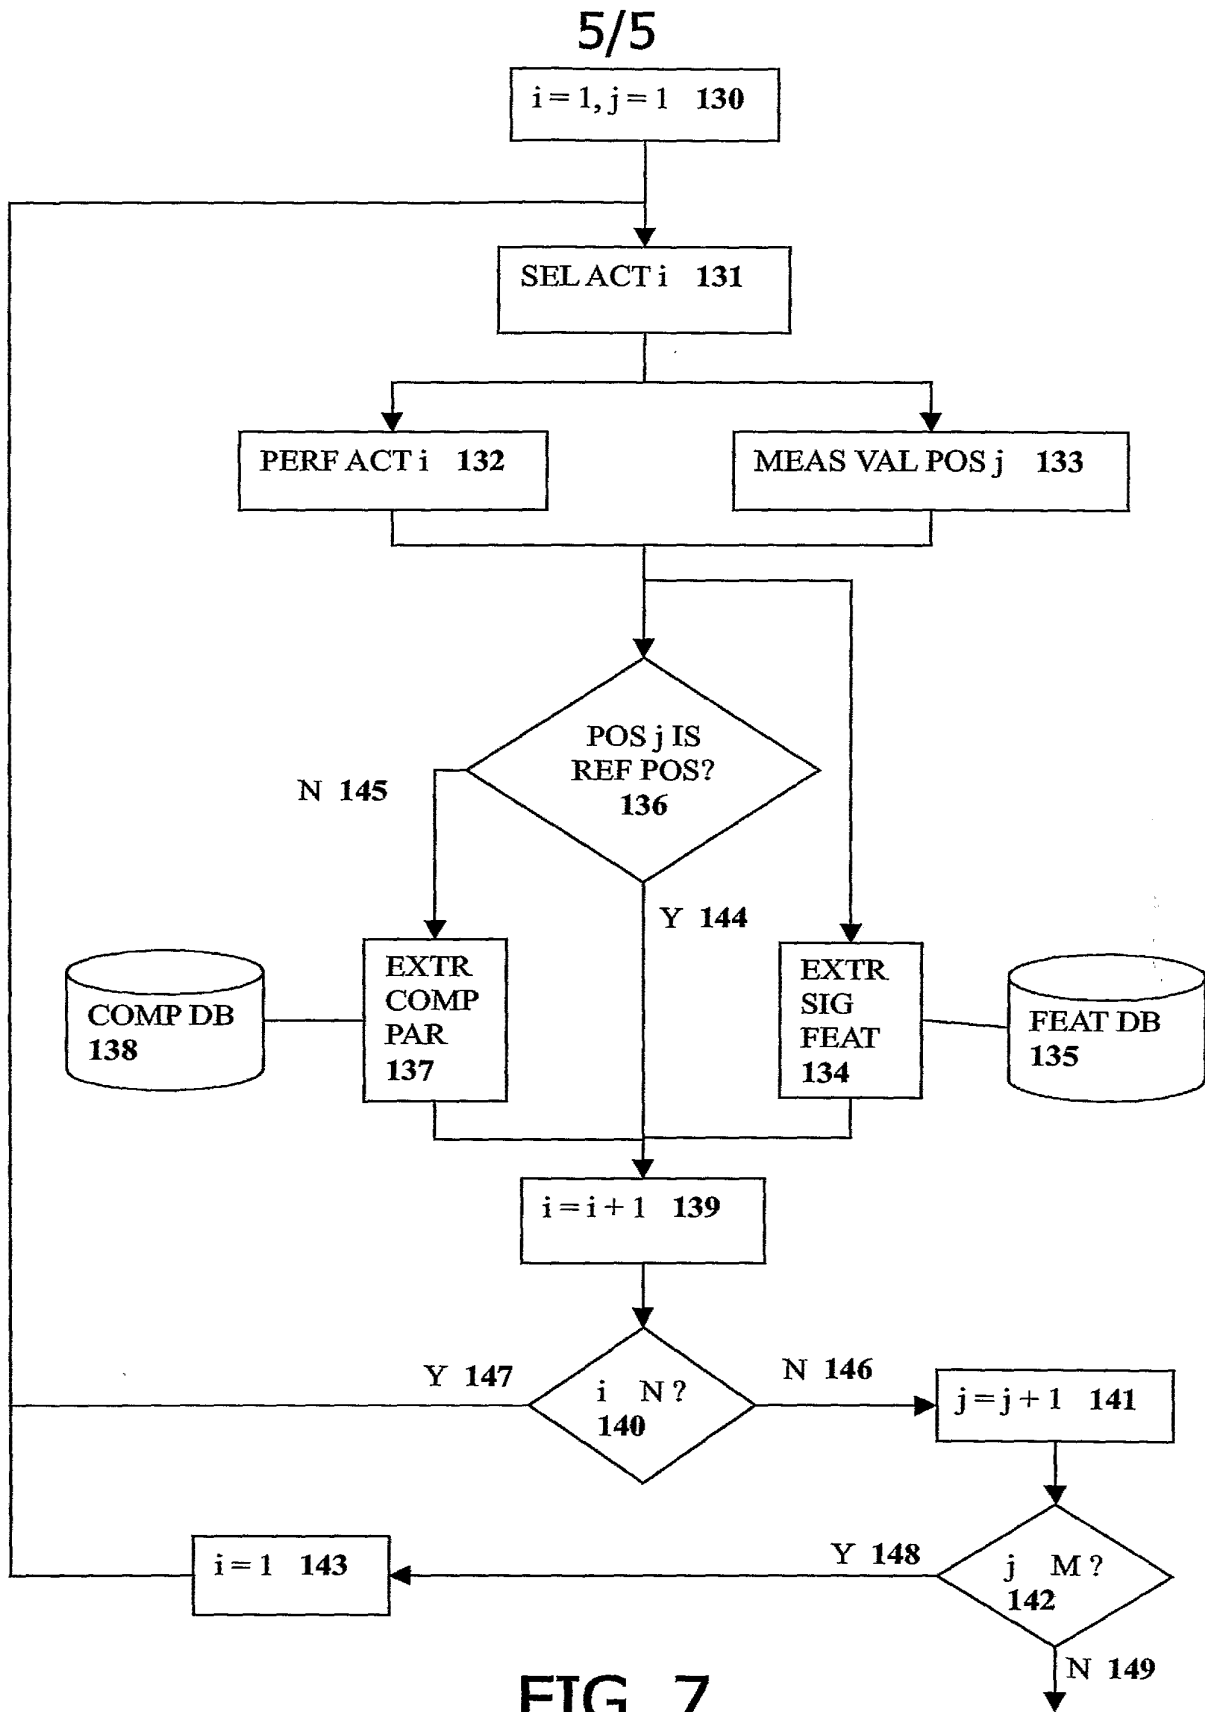 5/5
i = 1, j = 1 130
SEL ACT i 131
PERF ACT i 132
MEAS VAL POS j 133
POS j IS
REF POS?
136
N 145
Y 144
COMP DB
138
EXTR
COMP
PAR
137
EXTR
SIG
FEAT
134
FEAT DB
135
i = i + 1 139
Y 147
i N ?
140
N 146
j = j + 1 141
i = 1 143
Y 148
j M ?
142
N 149
FIG. 7